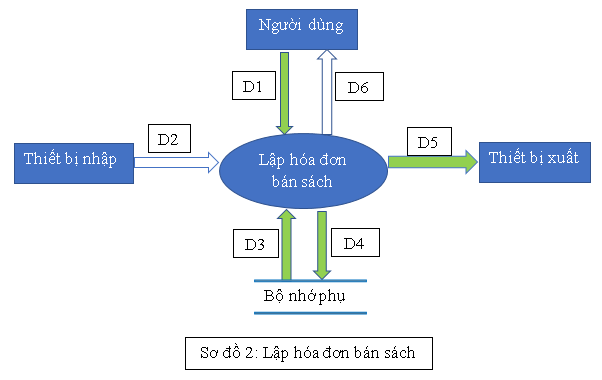 Người dùng
D1
D6
D2
D5
Thiết bị nhập
Lập hóa đơn
bán sách
Thiết bị xuất
D3
D4
Bộ nhớ phụ
Sơ đồ 2: Lập hóa đơn bán sách